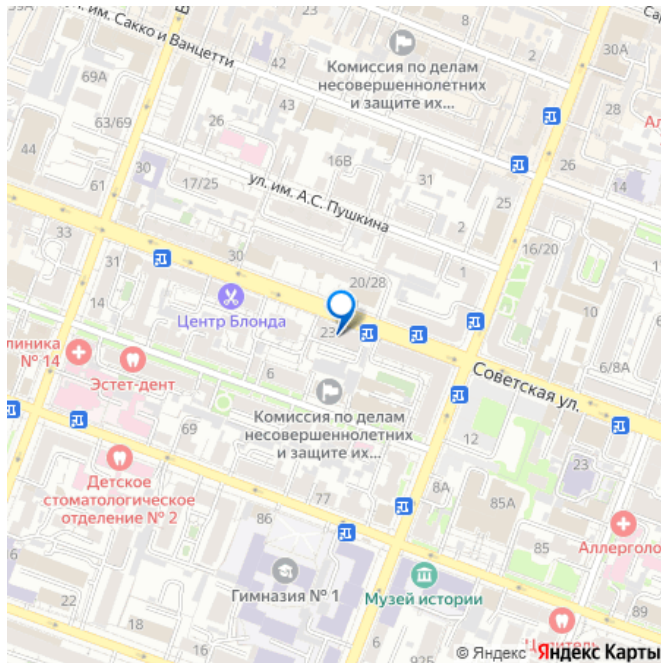 им. Сакко и Ванцетти
30А
69А
42
2
8
Комиссия по делам
несовершеннолетних
и защите их...
28
43
63/69
26
44
16В
31
26
14
30
17/25
ул. им. А.С. Пушкина
61
2
33
30
1
16/20
31
20/28
10
14
Центр Блонда
23
6/8А
№ 14
Эстет-дент
6
Советская ул.
6
Комиссия по делам
несовершеннолетних
и защите их...
69
12
23
Детское
стоматологическое
отделение № 2
77
8А
85А
86
85
Аллерголо
6
Гимназия № 1
Музей истории
22
18
16
6
89
© Яндекс Яндекс Карты